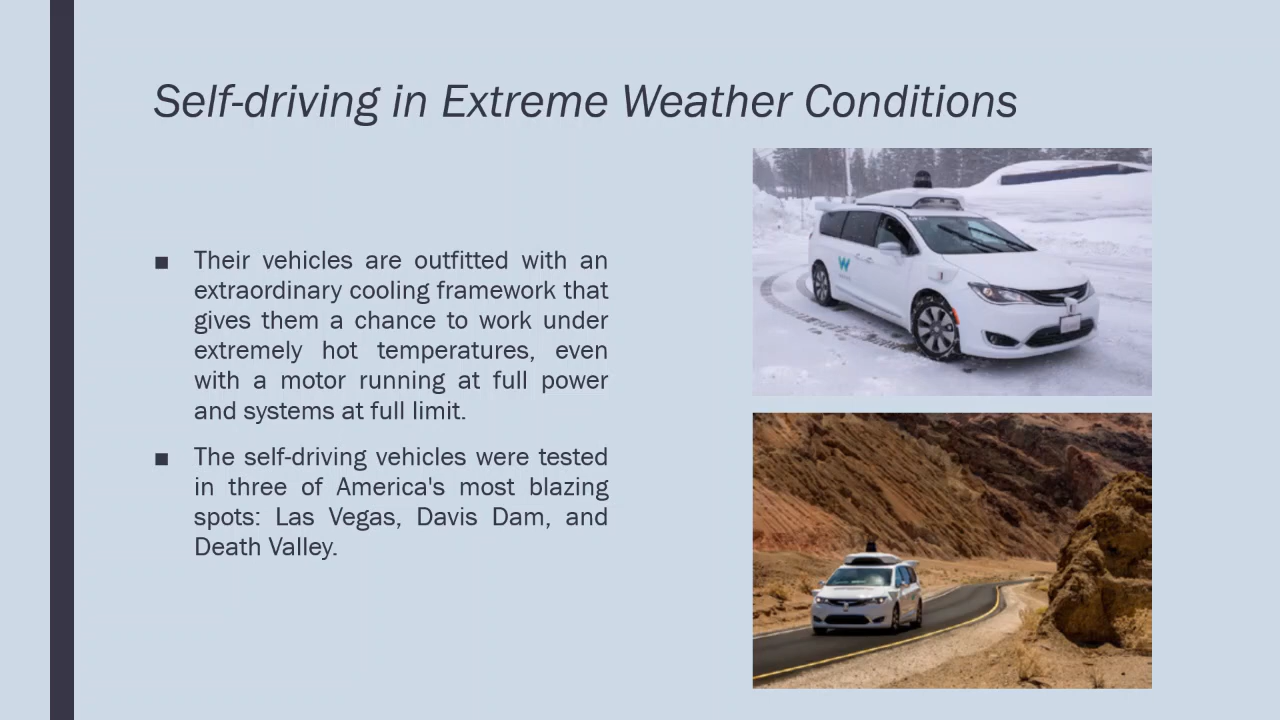 Self-driving in Extreme Weather Conditions
■ Their vehicles are outfitted with an
extraordinary cooling framework that
gives them a chance to work under
extremely hot temperatures, even
with a motor running at full power
and systems at full limit.
■ The self-driving vehicles were tested
in three of America's most blazing
spots: Las Vegas, Davis Dam, and
Death Valley.